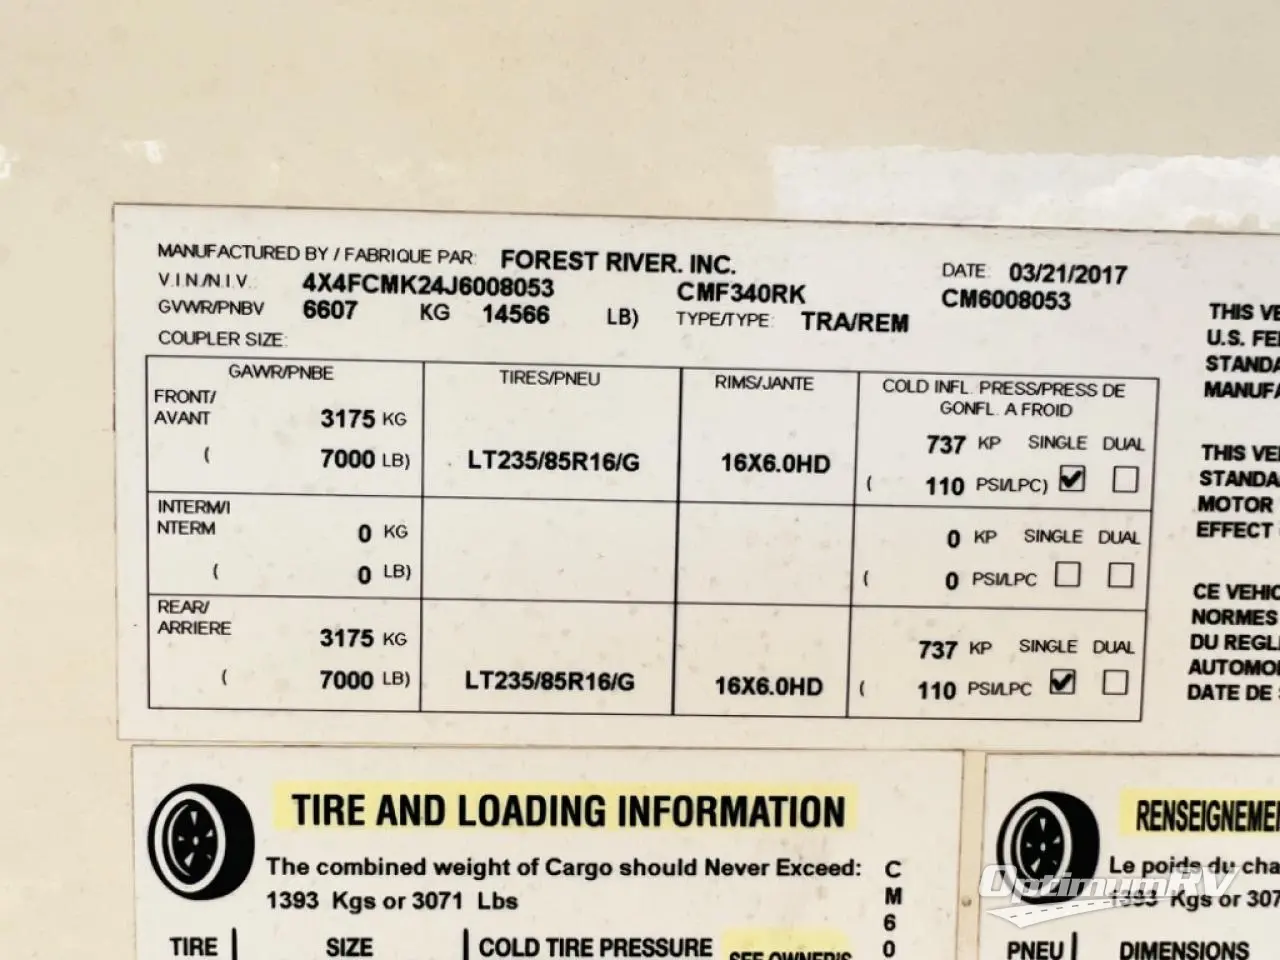 MANUFACTURED BY / FABRIQUE PAR: FOREST RIVER. INC. DATE: 03/21/2017
V.I.N./N.I.V.: 4X4FCMK24J6008053 CMF340RK CM6008053
GVWR/PNBV 6607 KG 14566 LB) TYPE/TYPE: TRA/REM
COUPLER SIZE:
GAWR/PNBE TIRES/PNEU RIMS/JANTE COLD INFL. PRESS/PRESS DE
GONFL. A FROID
FRONT/
AVANT 3175 KG 737 KP SINGLE DUAL
( 7000 LB) LT235/85R16/G 16X6.0HD ( 110 PSI/LPC)
INTERM/I
NTERM 0 KG 0 KP SINGLE DUAL
( 0 LB) ( 0 PSI/LPC
REAR/
ARRIERE 3175 KG 737 KP SINGLE DUAL
( 7000 LB) LT235/85R16/G 16X6.0HD ( 110 PSI/LPC
THIS VE
U.S. FE
STANDA
MANUFA
THIS VE
STANDA
MOTOR
EFFECT
CE VEHIC
NORMES
DU REGL
AUTOMO
DATE DE
TIRE AND LOADING INFORMATION
The combined weight of Cargo should Never Exceed:
1393 Kgs or 3071 Lbs
TIRE SIZE COLD TIRE PRESSURE SEE OWNER'S
C
M
6
0
RENSEIGNEME
Le poids du cha
1393 Kgs or 307
PNEU DIMENSIONS
OptimumRV